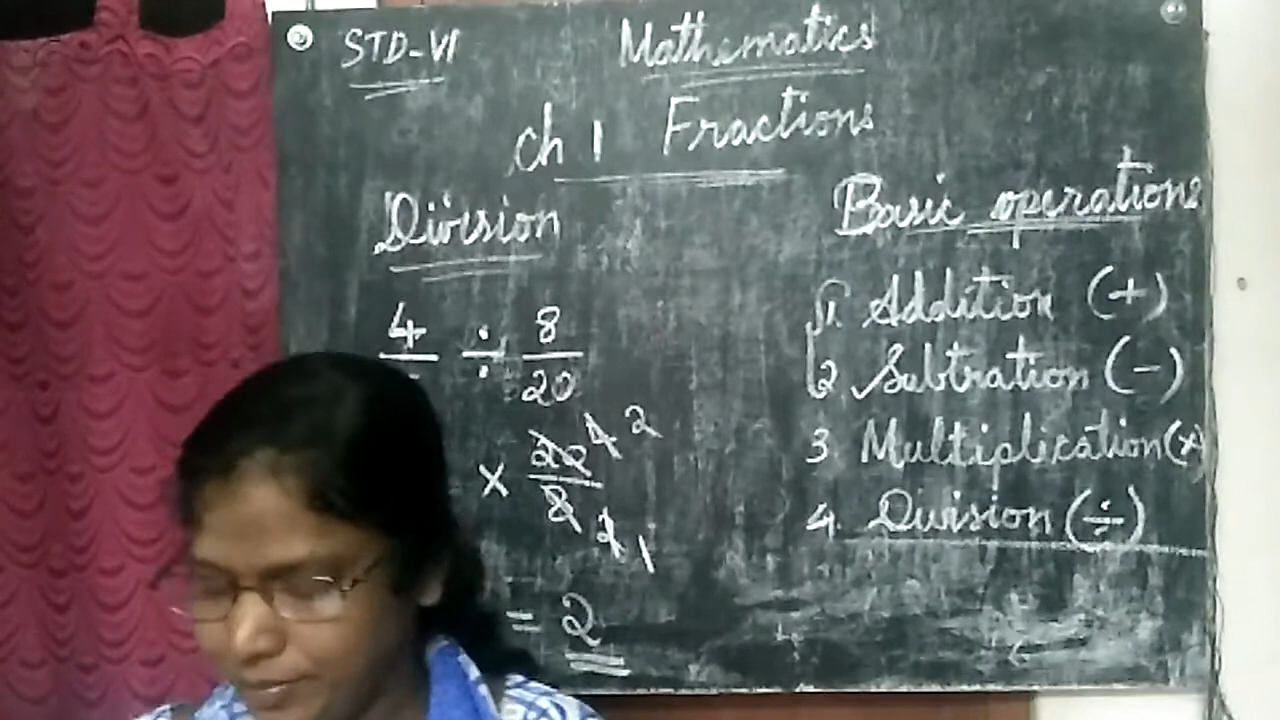 STD-VI
Mathematics
Ch 1 Fractions
Division
4 ÷ 8
20
× 20 4 2
8 2 1
= 2
Basic operations
1. Addition (+)
2 Subtration (-)
3 Multiplication (×)
4. Division (÷)